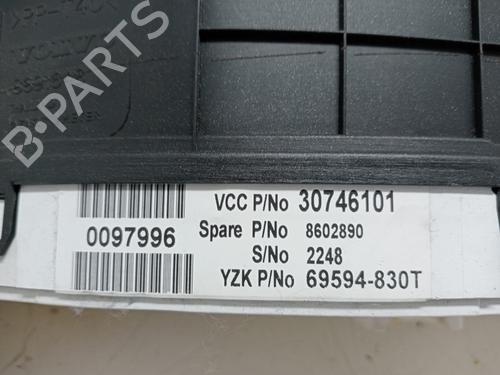 B-PARTS
VCC P/No 30746101
0097996
Spare P/No 8602890
S/No 2248
YZK P/No 69594-830T